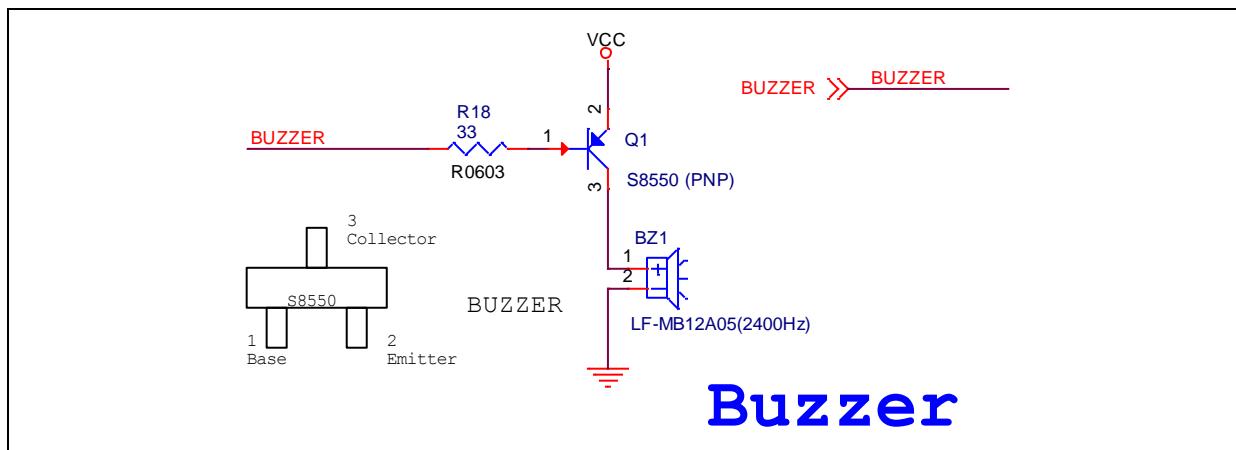 VCC
BUZZER
BUZZER
R18
33
BUZZER
R0603
1
2
Q1
3
S8550 (PNP)
3
Collector
S8550
1
Base
2
Emitter
BUZZER
BZ1
1
2
LF-MB12A05(2400Hz)
Buzzer